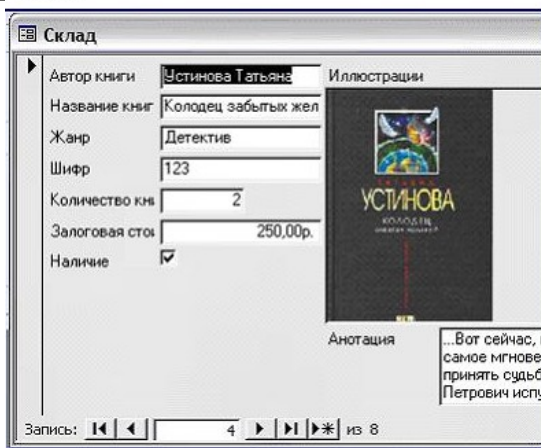 Склад
Автор книги Устинова Татьяна
Название книг Колодец забытых жел
Жанр Детектив
Шифр 123
Количество кн 2
Залоговая сто 250,00р.
Наличие
Иллюстрации
УСТИНОВА
КОЛОДЕЦ
Анотация ...Вот сейчас,
самое мгнове
принять судьб
Петрович испу
Запись: 4 из 8